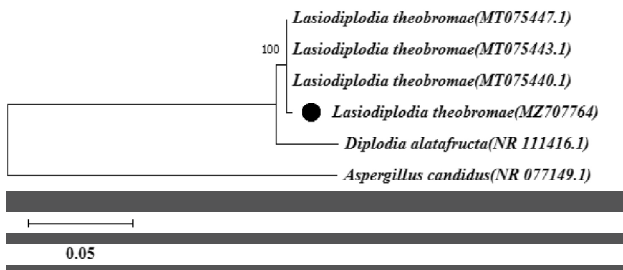 Lasiodiplodia theobromae(MT075447.1)
100
Lasiodiplodia theobromae(MT075443.1)
Lasiodiplodia theobromae(MT075440.1)
Lasiodiplodia theobromae(MZ707764)
Diplodia alatafructa(NR 111416.1)
Aspergillus candidus(NR 077149.1)
0.05